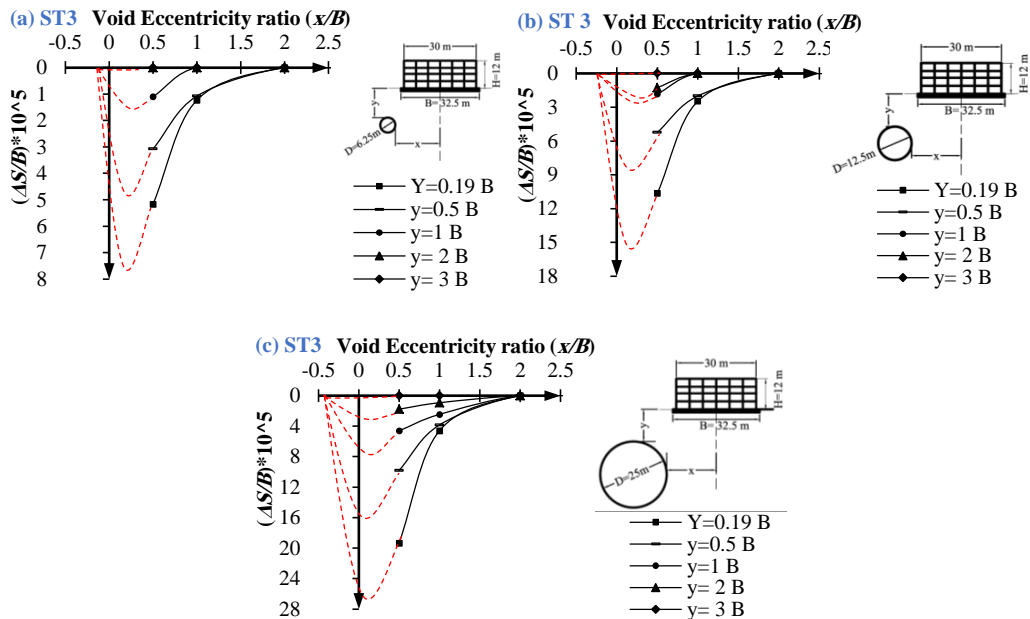 (a) ST3 Void Eccentricity ratio (x/B)
-0.5 0 0.5 1 1.5 2 2.5
0
1
2
3
4
5
6
7
8
(ΔS/B)*10^5
30 m
H=12 m
B= 32.5 m
y
D=6.25m
x
Y=0.19 B
y=0.5 B
y=1 B
y= 2 B
y= 3 B
(b) ST 3 Void Eccentricity ratio (x/B)
-0.5 0 0.5 1 1.5 2 2.5
0
3
6
9
12
15
18
(ΔS/B)*10^5
30 m
H=12 m
B= 32.5 m
y
D=12.5m
x
Y=0.19 B
y=0.5 B
y=1 B
y= 2 B
y= 3 B
(c) ST3 Void Eccentricity ratio (x/B)
-0.5 0 0.5 1 1.5 2 2.5
0
4
8
12
16
20
24
28
(ΔS/B)*10^5
30 m
H=12 m
B= 32.5 m
y
D=25m
x
Y=0.19 B
y=0.5 B
y=1 B
y= 2 B
y= 3 B